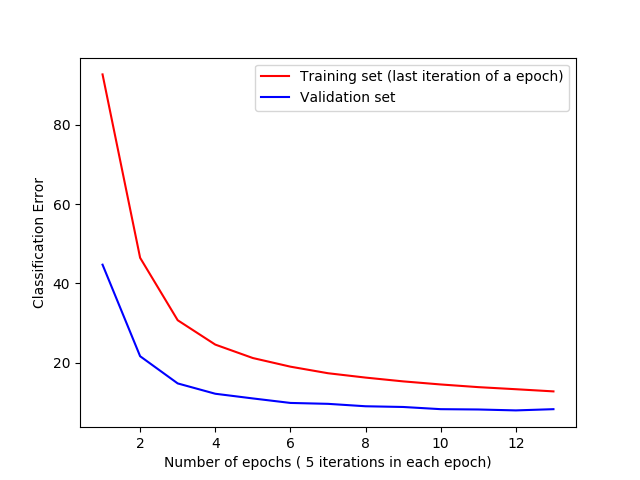 Training set (last iteration of a epoch)
Validation set
80
60
40
20
Classification Error
2
4
6
8
10
12
Number of epochs ( 5 iterations in each epoch)